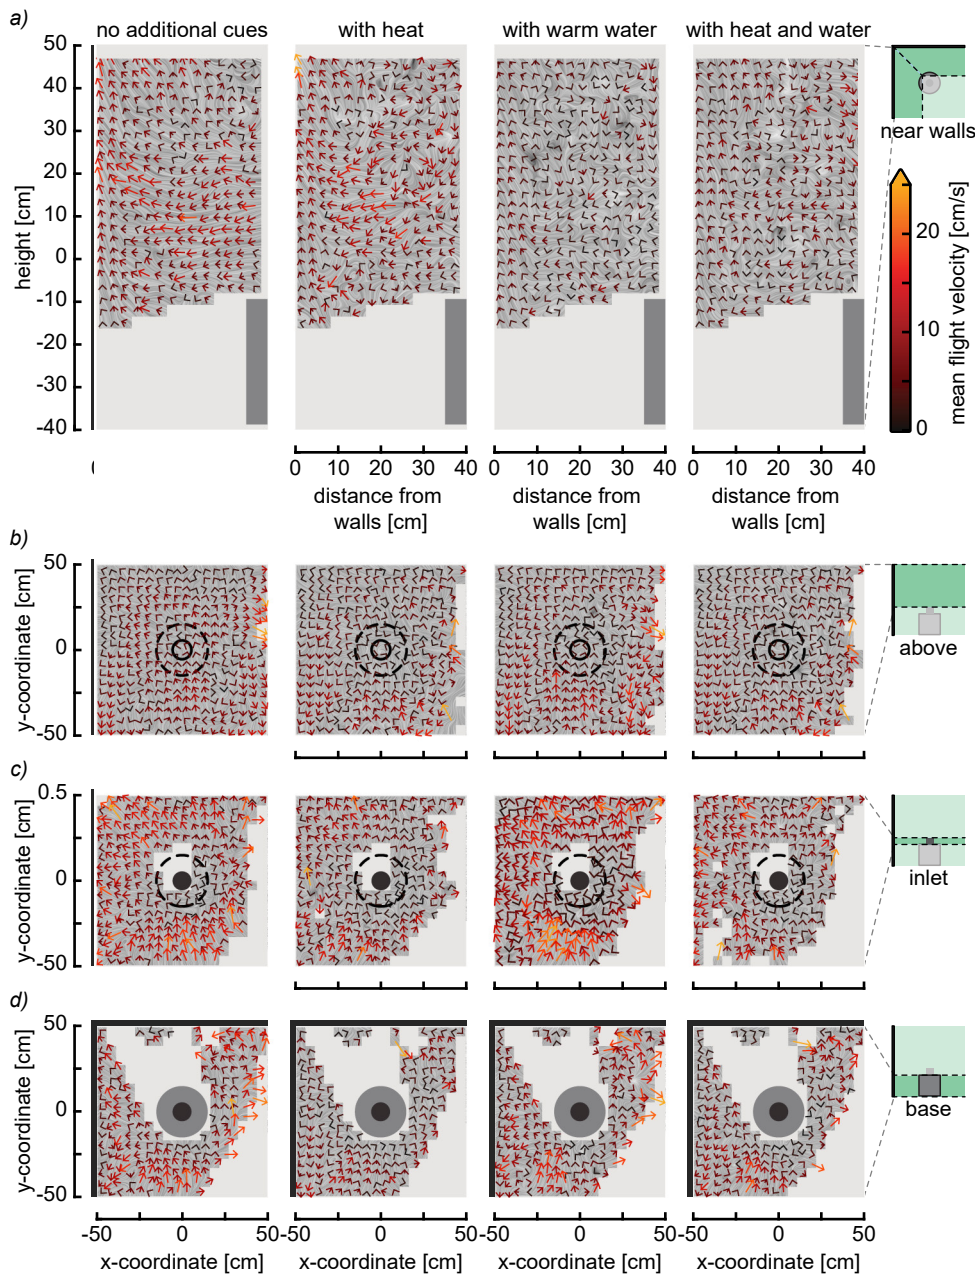 a)
no additional cues
with heat
with warm water
with heat and water
50
40
30
20
10
0
-10
-20
-30
-40
height [cm]
near walls
20
10
0
mean flight velocity [cm/s]
0 10 20 30 40
0 10 20 30 40
0 10 20 30 40
distance from
walls [cm]
distance from
walls [cm]
distance from
walls [cm]
b)
50
0
-50
y-coordinate [cm]
above
c)
0.5
0
-50
y-coordinate [cm]
inlet
d)
50
0
-50
y-coordinate [cm]
base
-50 0 50
-50 0 50
-50 0 50
-50 0 50
x-coordinate [cm]
x-coordinate [cm]
x-coordinate [cm]
x-coordinate [cm]